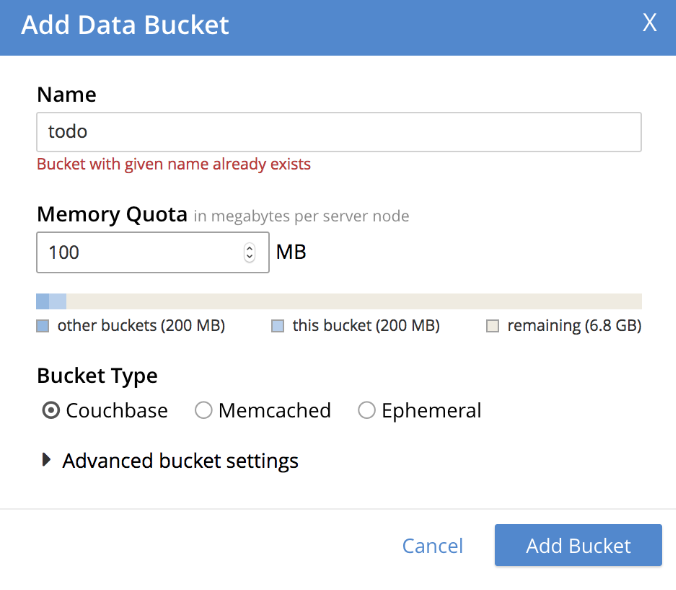 Add Data Bucket X
Name
todo
Bucket with given name already exists
Memory Quota in megabytes per server node
100 MB
other buckets (200 MB) this bucket (200 MB) remaining (6.8 GB)
Bucket Type
Couchbase Memcached Ephemeral
Advanced bucket settings
Cancel Add Bucket